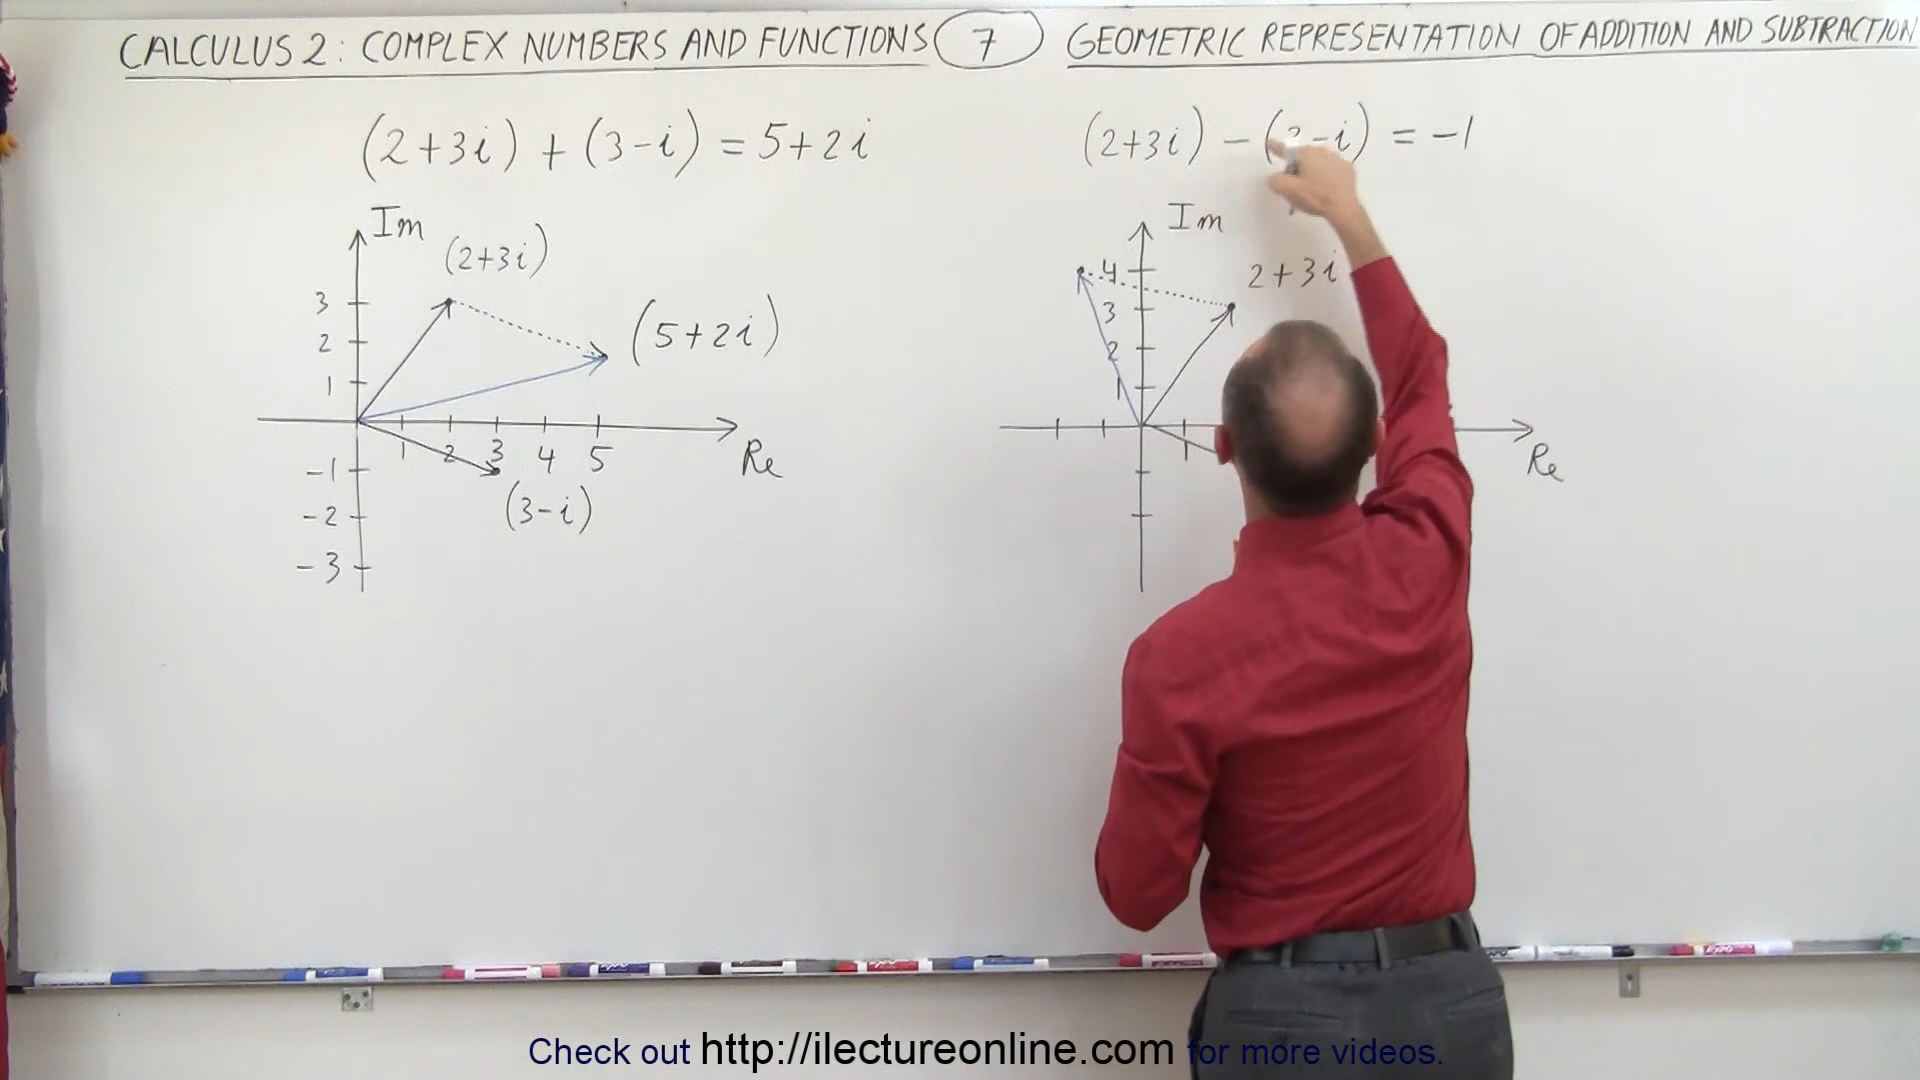 CALCULUS 2: COMPLEX NUMBERS AND FUNCTIONS 7 GEOMETRIC REPRESENTATION OF ADDITION AND SUBTRACTION
(2+3i) + (3-i) = 5+2i
Im
(2+3i)
(5+2i)
3
2
1
1 2 3 4 5
Re
-1
(3-i)
-2
-3
(2+3i) - ( -i) = -1
Im
2+3i
4
3
2
1
1
Re
Check out http://ilectureonline.com for more videos.